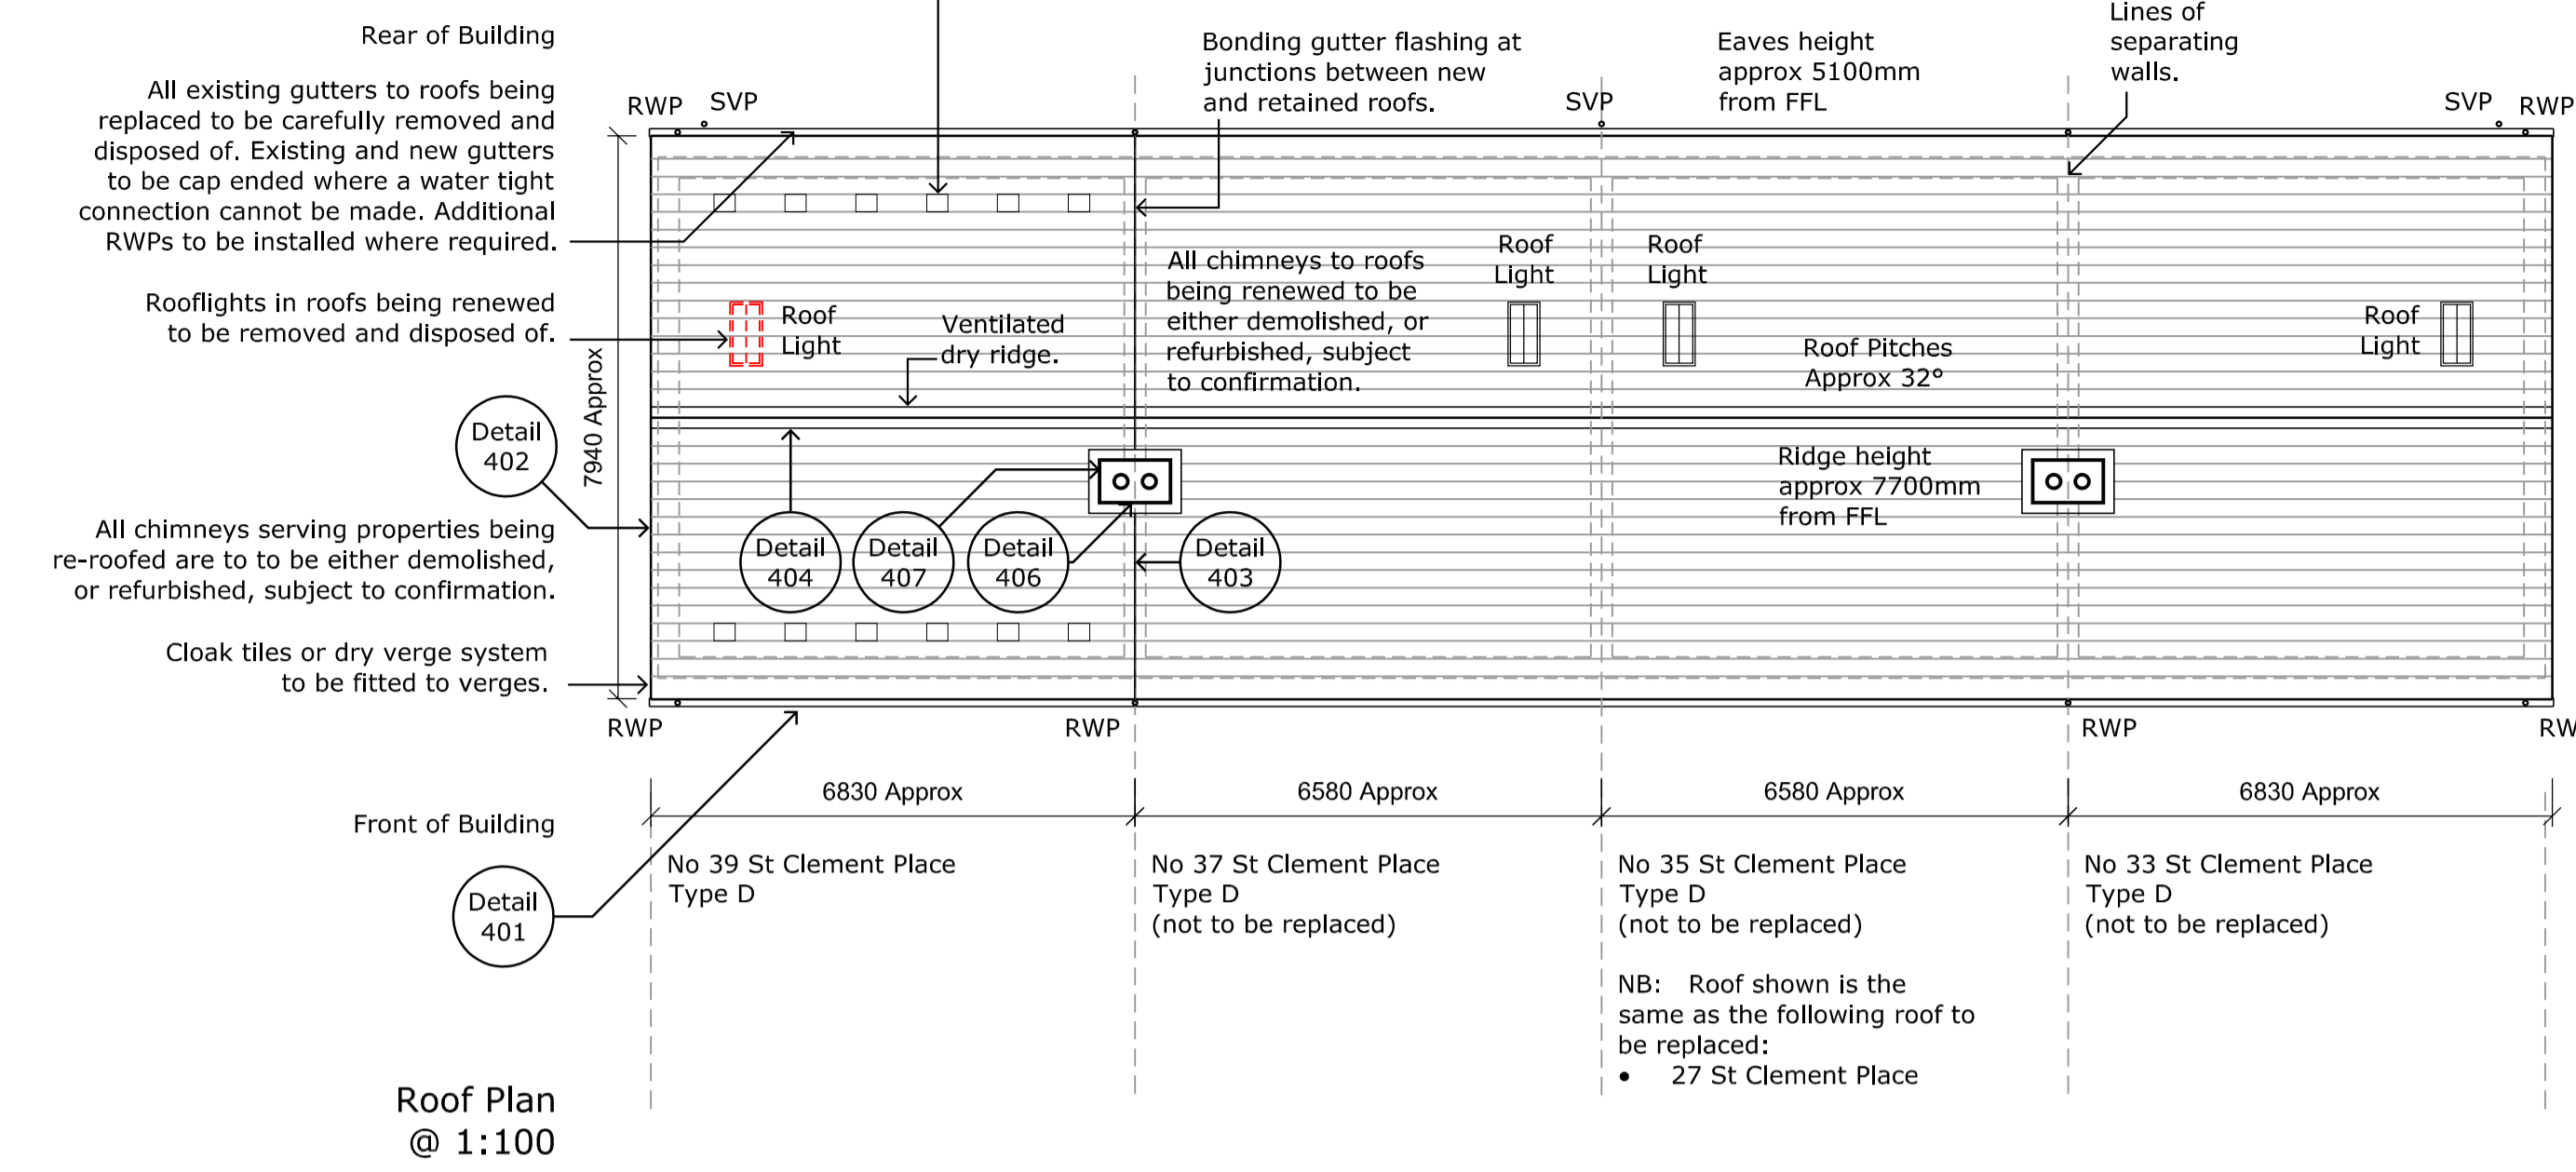 Rear of Building
All existing gutters to roofs being
replaced to be carefully removed and
disposed of. Existing and new gutters
to be cap ended where a water tight
connection cannot be made. Additional
RWPs to be installed where required.
Rooflights in roofs being renewed
to be removed and disposed of.
Detail
402
All chimneys serving properties being
re-roofed are to to be either demolished,
or refurbished, subject to confirmation.
Cloak tiles or dry verge system
to be fitted to verges.
Front of Building
Detail
401
Roof Plan
@ 1:100
7940 Approx
RWP
SVP
Bonding gutter flashing at
junctions between new
and retained roofs.
SVP
Eaves height
approx 5100mm
from FFL
Lines of
separating
walls.
SVP
RWP
Roof
Light
Ventilated
dry ridge.
All chimneys to roofs
being renewed to be
either demolished, or
refurbished, subject
to confirmation.
Roof
Light
Roof
Light
Roof Pitches
Approx 32°
Roof
Light
Ridge height
approx 7700mm
from FFL
Detail
404
Detail
407
Detail
406
Detail
403
RWP
RWP
RWP
RW
6830 Approx
6580 Approx
6580 Approx
6830 Approx
No 39 St Clement Place
Type D
No 37 St Clement Place
Type D
(not to be replaced)
No 35 St Clement Place
Type D
(not to be replaced)
NB: Roof shown is the
same as the following roof to
be replaced:
• 27 St Clement Place
No 33 St Clement Place
Type D
(not to be replaced)